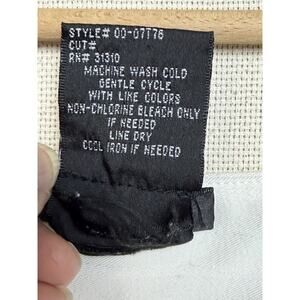 STYLE# 00-07T76
CUT#
RN# 31310
MACHINE WASH COLD
GENTLE CYCLE
WITH LIKE COLORS
NON-CHLORINE BLEACH ONLY
IF NEEDED
LINE DRY
COOL IRON IF NEEDED